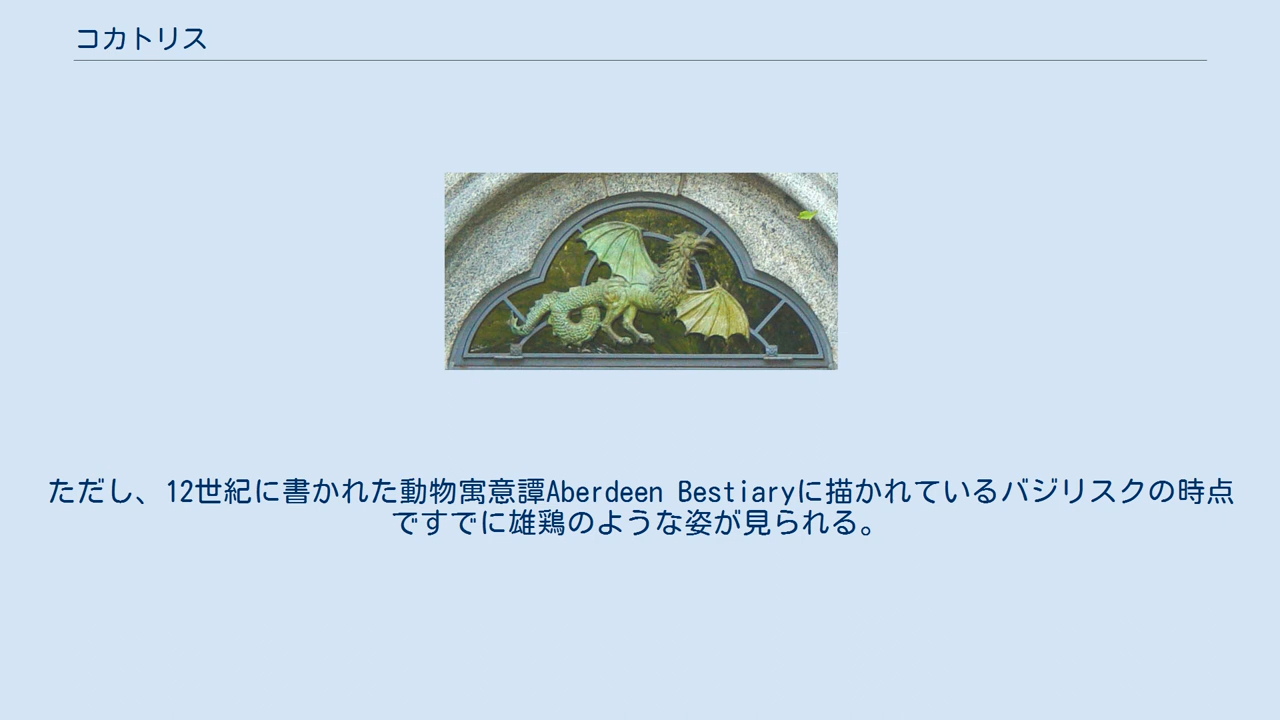 コカトリス
ただし、12世紀に書かれた動物寓意譚Aberdeen Bestiaryに描かれているバジリスクの時点
ですでに雄鶏のような姿が見られる。